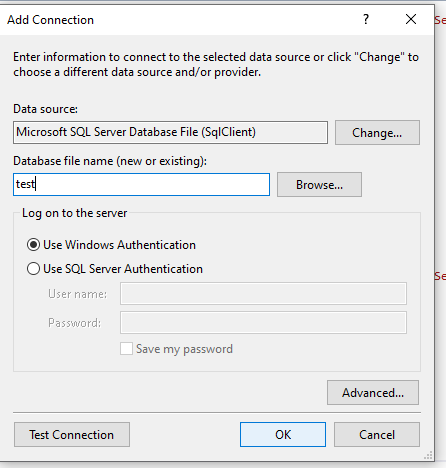 Add Connection
Enter information to connect to the selected data source or click "Change" to
choose a different data source and/or provider.
Data source:
Microsoft SQL Server Database File (SqlClient)
Change...
Database file name (new or existing):
test
Browse...
Log on to the server
Use Windows Authentication
Use SQL Server Authentication
User name:
Password:
Save my password
Advanced...
Test Connection
OK
Cancel